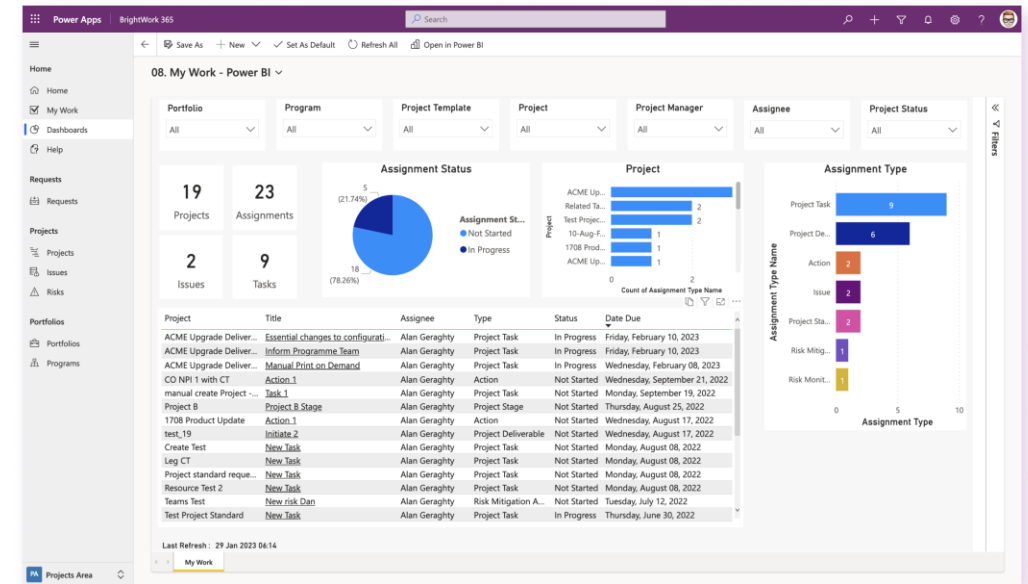 Power Apps BrightWork 365 Search
Save As New Set As Default Refresh All Open in Power BI
Home
Home
My Work
Dashboards
Help
Requests
Requests
Projects
Projects
Issues
Risks
Portfolios
Portfolios
Programs
PA Projects Area
08. My Work - Power BI
Portfolio Program Project Template Project Project Manager Assignee Project Status
All All All All All All All
Filters
19
Projects
23
Assignments
2
Issues
9
Tasks
Assignment Status
5
(21.74%)
18
(78.26%)
Assignment St...
Not Started
In Progress
Project
Project
ACME Up...
Related Ta... 2
Test Projec... 2
10-Aug-F... 1
1708 Prod... 1
ACME Up... 1
0 2
Count of Assignment Type Name
Assignment Type
Assignment Type Name
Project Task 9
Project De... 6
Action 2
Issue 2
Project Sta... 2
Risk Mitig... 1
Risk Monit... 1
0 5 10
Assignment Type
Project Title Assignee Type Status Date Due
ACME Upgrade Deliver... Essential changes to configurati... Alan Geraghty Project Task In Progress Friday, February 10, 2023
ACME Upgrade Deliver... Inform Programme Team Alan Geraghty Project Task In Progress Friday, February 10, 2023
ACME Upgrade Deliver... Manual Print on Demand Alan Geraghty Project Task In Progress Wednesday, February 08, 2023
CO NPI 1 with CT Action 1 Alan Geraghty Action Not Started Wednesday, September 21, 2022
manual create Project -... Task 1 Alan Geraghty Project Task Not Started Monday, September 19, 2022
Project B Project B Stage Alan Geraghty Project Stage Not Started Thursday, August 25, 2022
1708 Product Update Action 1 Alan Geraghty Action Not Started Wednesday, August 17, 2022
test_19 Initiate 2 Alan Geraghty Project Deliverable Not Started Wednesday, August 17, 2022
Create Test New Task Alan Geraghty Project Task Not Started Monday, August 08, 2022
Leg CT New Task Alan Geraghty Project Task Not Started Monday, August 08, 2022
Project standard reque... New Task Alan Geraghty Project Task Not Started Monday, August 08, 2022
Resource Test 2 New Task Alan Geraghty Project Task Not Started Monday, August 08, 2022
Teams Test New risk Dan Alan Geraghty Risk Mitigation A... Not Started Tuesday, July 12, 2022
Test Project Standard New Task Alan Geraghty Project Task In Progress Thursday, June 30, 2022
Last Refresh : 29 Jan 2023 06:14
My Work